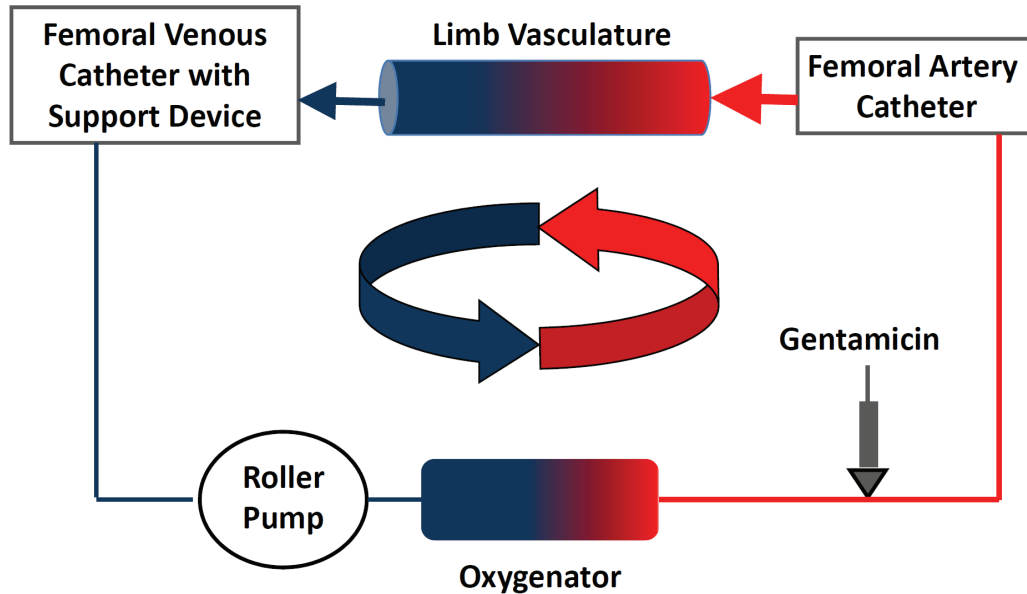 Femoral Venous
Catheter with
Support Device
Limb Vasculature
Femoral Artery
Catheter
Gentamicin
Roller
Pump
Oxygenator